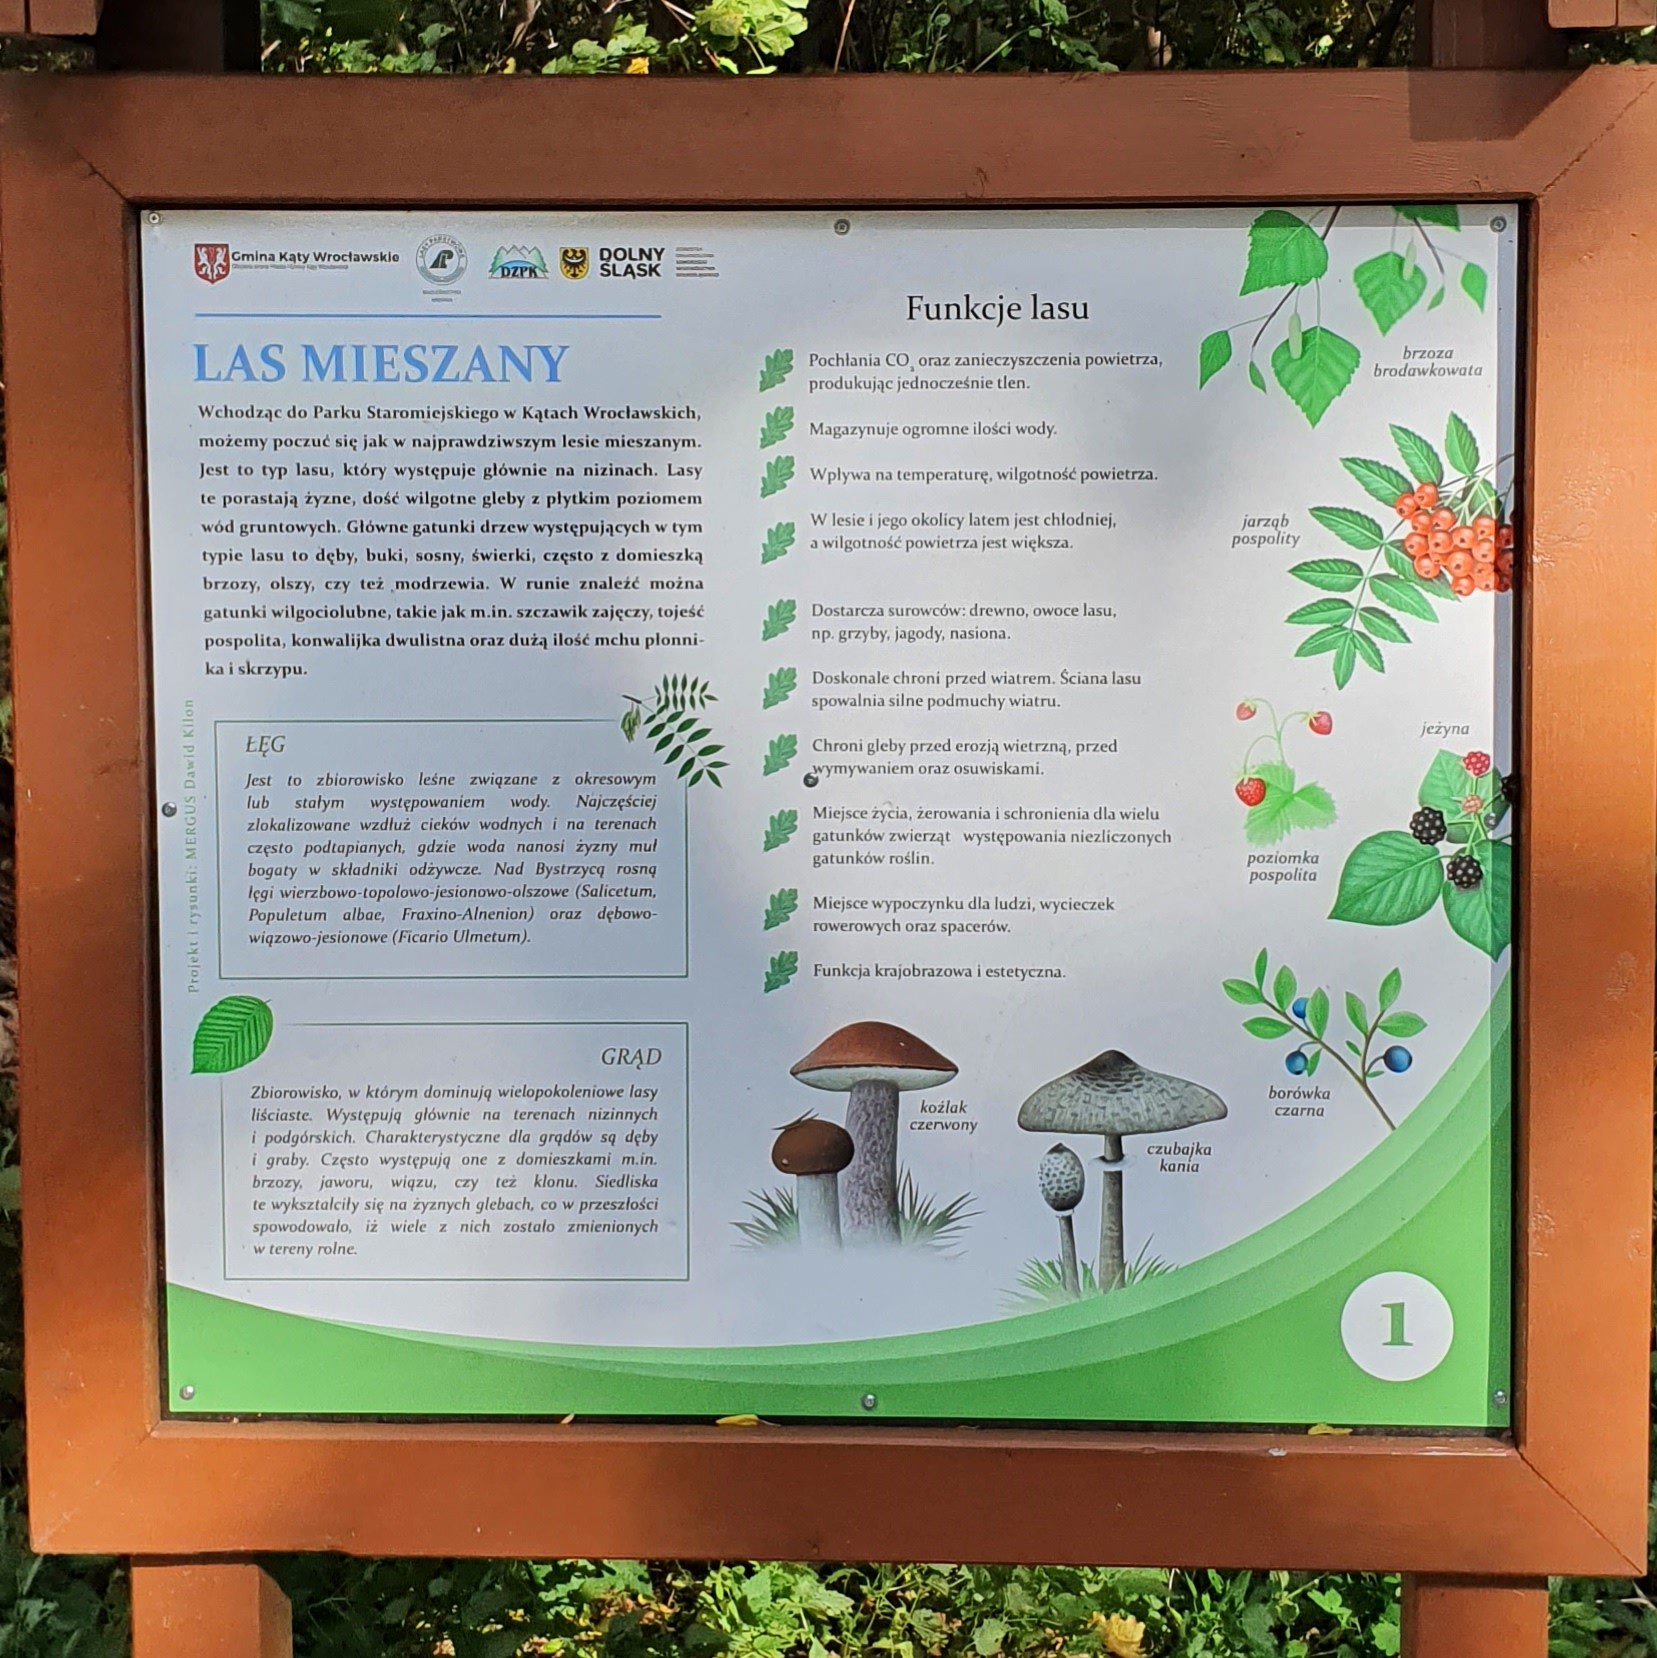 Gmina Kąty Wrocławskie
LASY PAŃSTWOWE
DZPK
DOLNY
ŚLĄSK
LAS MIESZANY
Wchodząc do Parku Staromiejskiego w Kątach Wrocławskich,
możemy poczuć się jak w najprawdziwszym lesie mieszanym.
Jest to typ lasu, który występuje głównie na nizinach. Lasy
te porastają żyzne, dość wilgotne gleby z płytkim poziomem
wód gruntowych. Główne gatunki drzew występujących w tym
typie lasu to dęby, buki, sosny, świerki, często z domieszką
brzozy, olszy, czy też modrzewia. W runie znaleźć można
gatunki wilgociolubne, takie jak m.in. szczawik zajęczy, tojeść
pospolita, konwalijka dwulistna oraz dużą ilość mchu płonni-
ka i skrzypu.
ŁĘG
Jest to zbiorowisko leśne związane z okresowym
lub stałym występowaniem wody. Najczęściej
zlokalizowane wzdłuż cieków wodnych i na terenach
często podtapianych, gdzie woda nanosi żyzny muł
bogaty w składniki odżywcze. Nad Bystrzycą rosną
łęgi wierzbowo-topolowo-jesionowo-olszowe (Salicetum,
Populetum albae, Fraxino-Alnenion) oraz dębowo-
wiązowo-jesionowe (Ficario Ulmetum).
GRĄD
Zbiorowisko, w którym dominują wielopokoleniowe lasy
liściaste. Występują głównie na terenach nizinnych
i podgórskich. Charakterystyczne dla grądów są dęby
i graby. Często występują one z domieszkami m.in.
brzozy, jaworu, wiązu, czy też klonu. Siedliska
te wykształciły się na żyznych glebach, co w przeszłości
spowodowało, iż wiele z nich zostało zmienionych
w tereny rolne.
Projekt i rysunki: MERGUS Dawid Kilon
Funkcje lasu
Pochłania CO₂ oraz zanieczyszczenia powietrza,
produkując jednocześnie tlen.
Magazynuje ogromne ilości wody.
Wpływa na temperaturę, wilgotność powietrza.
W lesie i jego okolicy latem jest chłodniej,
a wilgotność powietrza jest większa.
Dostarcza surowców: drewno, owoce lasu,
np. grzyby, jagody, nasiona.
Doskonale chroni przed wiatrem. Ściana lasu
spowalnia silne podmuchy wiatru.
Chroni gleby przed erozją wietrzną, przed
wymywaniem oraz osuwiskami.
Miejsce życia, żerowania i schronienia dla wielu
gatunków zwierząt występowania niezliczonych
gatunków roślin.
Miejsce wypoczynku dla ludzi, wycieczek
rowerowych oraz spacerów.
Funkcja krajobrazowa i estetyczna.
brzoza
brodawkowata
jarząb
pospolity
jeżyna
poziomka
pospolita
borówka
czarna
koźlak
czerwony
czubajka
kania
1